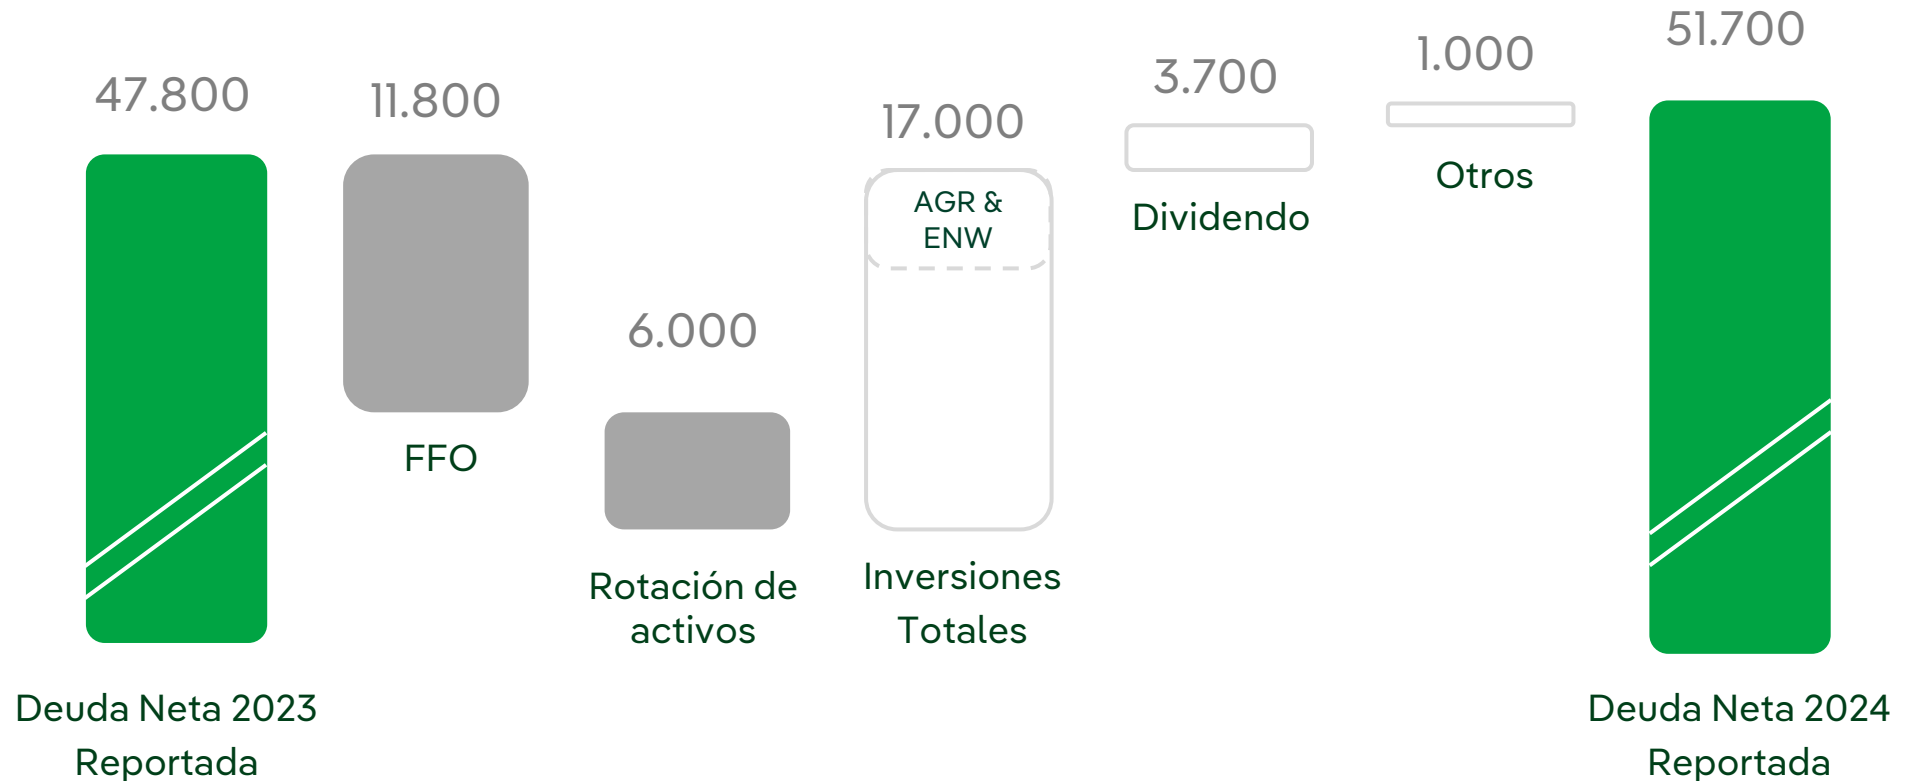 47.800
Deuda Neta 2023
Reportada
11.800
FFO
6.000
Rotación de
activos
17.000
AGR &
ENW
Inversiones
Totales
3.700
Dividendo
1.000
Otros
51.700
Deuda Neta 2024
Reportada